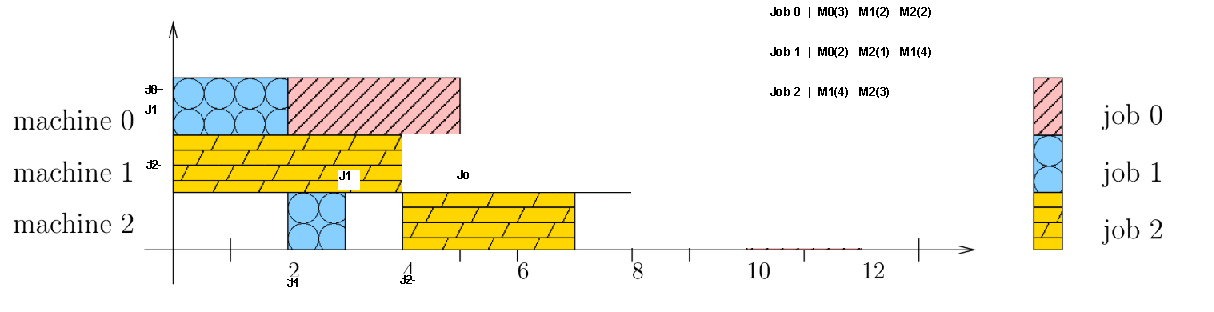 Job 0 | M0(3) M1(2) M2(2)
Job 1 | M0(2) M2(1) M1(4)
Job 2 | M1(4) M2(3)
J0-
J1
machine 0
job 0
J2-
J1
Jo
machine 1
job 1
machine 2
job 2
2
4
6
8
10
12
J1
J2-